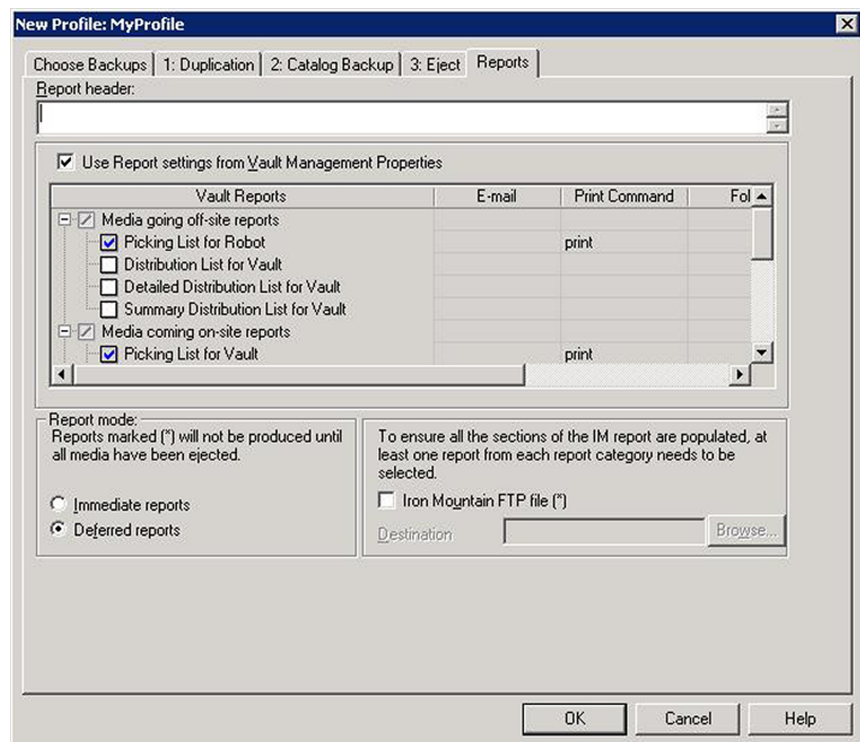 New Profile: MyProfile
Choose Backups 1: Duplication 2: Catalog Backup 3: Eject Reports
Report header:
Use Report settings from Vault Management Properties
Vault Reports E-mail Print Command Fol
Media going off-site reports
Picking List for Robot print
Distribution List for Vault
Detailed Distribution List for Vault
Summary Distribution List for Vault
Media coming on-site reports
Picking List for Vault print
Report mode:
Reports marked (*) will not be produced until
all media have been ejected.
Immediate reports
Deferred reports
To ensure all the sections of the IM report are populated, at
least one report from each report category needs to be
selected.
Iron Mountain FTP file (*)
Destination Browse...
OK Cancel Help